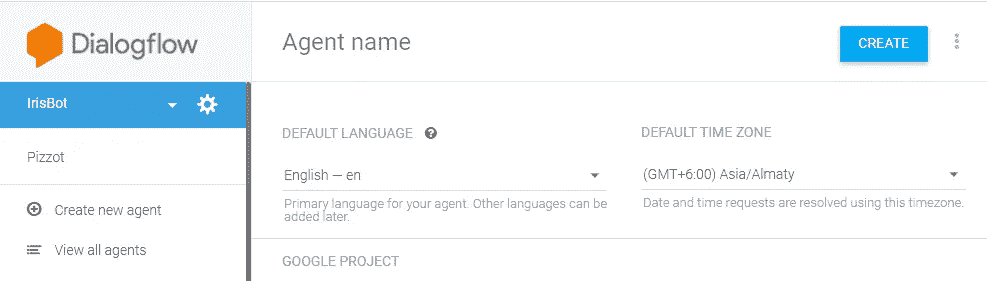 Dialogflow
Agent name
CREATE
IrisBot
Pizzot
Create new agent
View all agents
DEFAULT LANGUAGE ?
DEFAULT TIME ZONE
English — en
(GMT+6:00) Asia/Almaty
Primary language for your agent. Other languages can be
added later.
Date and time requests are resolved using this timezone.
GOOGLE PROJECT